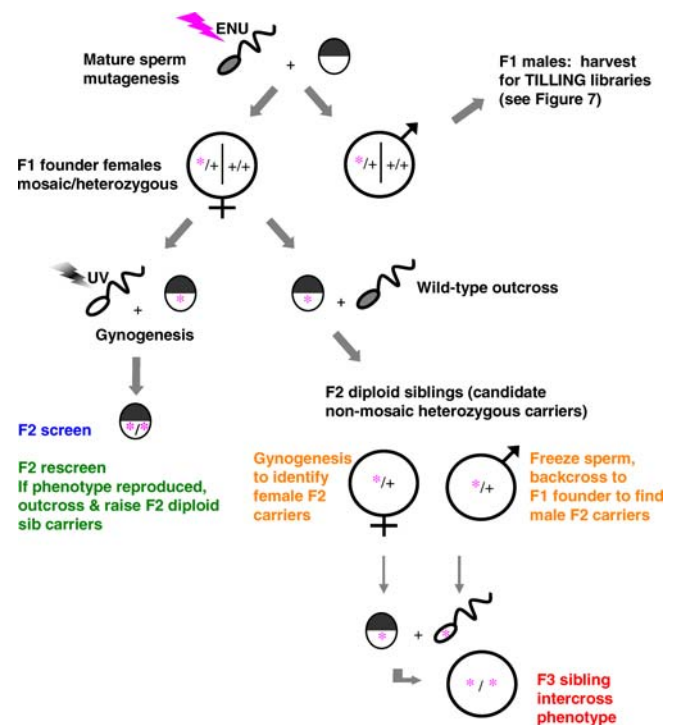 ENU
Mature sperm
mutagenesis
+
F1 males: harvest
for TILLING libraries
(see Figure 7)
F1 founder females
mosaic/heterozygous
*/+ | +/+
*/+ | +/+
UV
+
*
Gynogenesis
*
+
Wild-type outcross
*/*
F2 screen
F2 rescreen
If phenotype reproduced,
outcross & raise F2 diploid
sib carriers
F2 diploid siblings (candidate
non-mosaic heterozygous carriers)
Gynogenesis
to identify
female F2
carriers
*/+
*/+
Freeze sperm,
backcross to
F1 founder to find
male F2 carriers
*
+
*
* / *
F3 sibling
intercross
phenotype